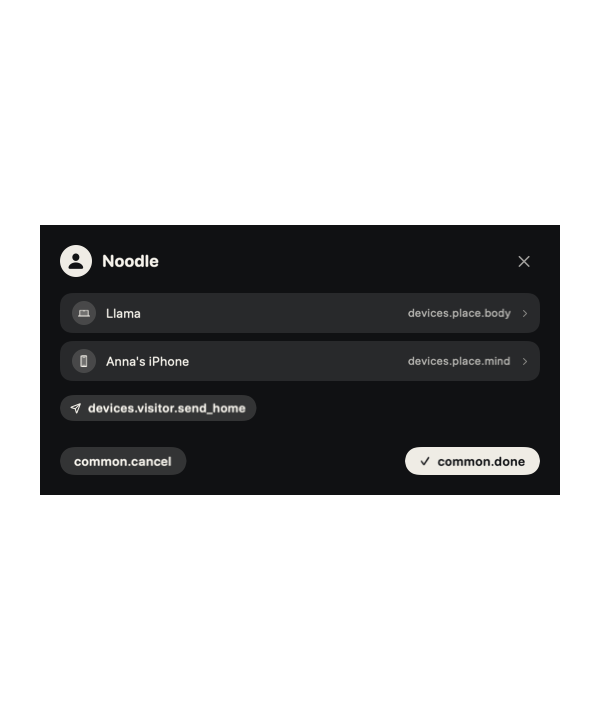 Noodle
Llama devices.place.body
Anna's iPhone devices.place.mind
devices.visitor.send_home
common.cancel common.done